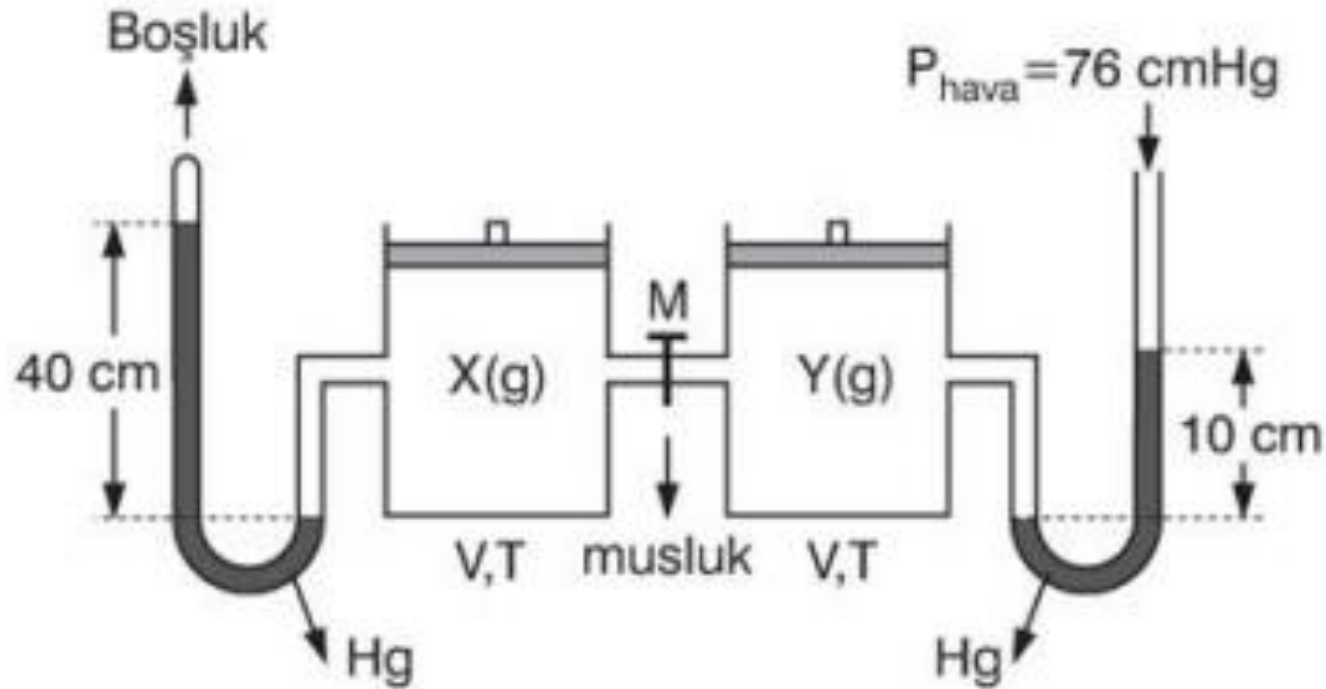 Boşluk
P_hava=76 cmHg
40 cm
X(g)
M
Y(g)
10 cm
V,T
musluk
V,T
Hg
Hg